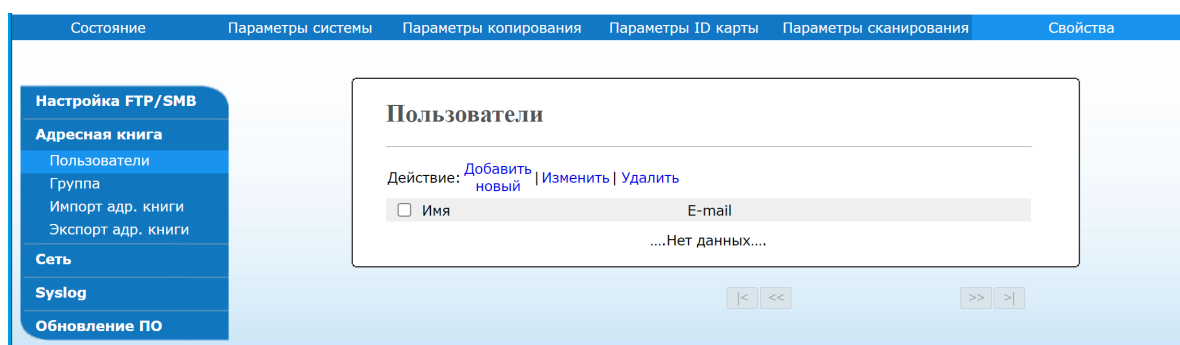 Состояние Параметры системы Параметры копирования Параметры ID карты Параметры сканирования Свойства
Настройка FTP/SMB
Адресная книга
Пользователи
Группа
Импорт адр. книги
Экспорт адр. книги
Сеть
Syslog
Обновление ПО
Пользователи
Действие: Добавить новый | Изменить | Удалить
Имя E-mail
....Нет данных....
|< << >> >|